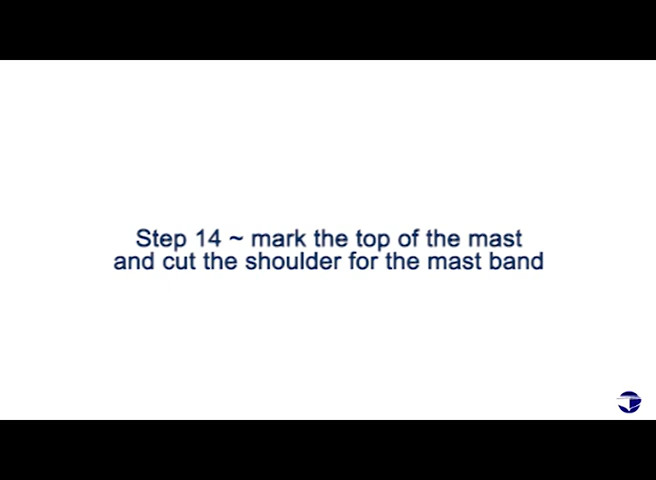 Step 14 ~ mark the top of the mast
and cut the shoulder for the mast band